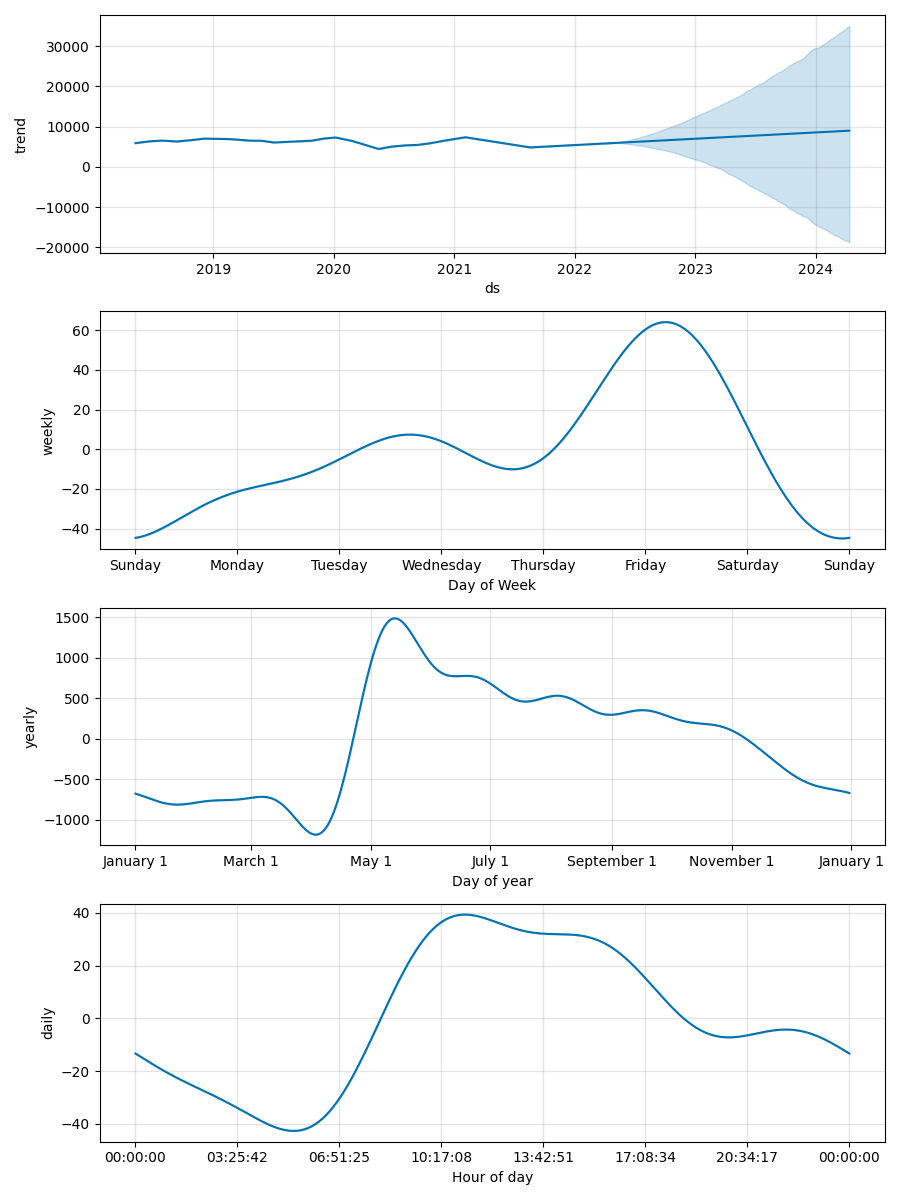 30000
20000
10000
0
−10000
−20000
trend
2019 2020 2021 2022 2023 2024
ds
60
40
20
0
−20
−40
weekly
Sunday Monday Tuesday Wednesday Thursday Friday Saturday Sunday
Day of Week
1500
1000
500
0
−500
−1000
yearly
January 1 March 1 May 1 July 1 September 1 November 1 January 1
Day of year
40
20
0
−20
−40
daily
00:00:00 03:25:42 06:51:25 10:17:08 13:42:51 17:08:34 20:34:17 00:00:00
Hour of day